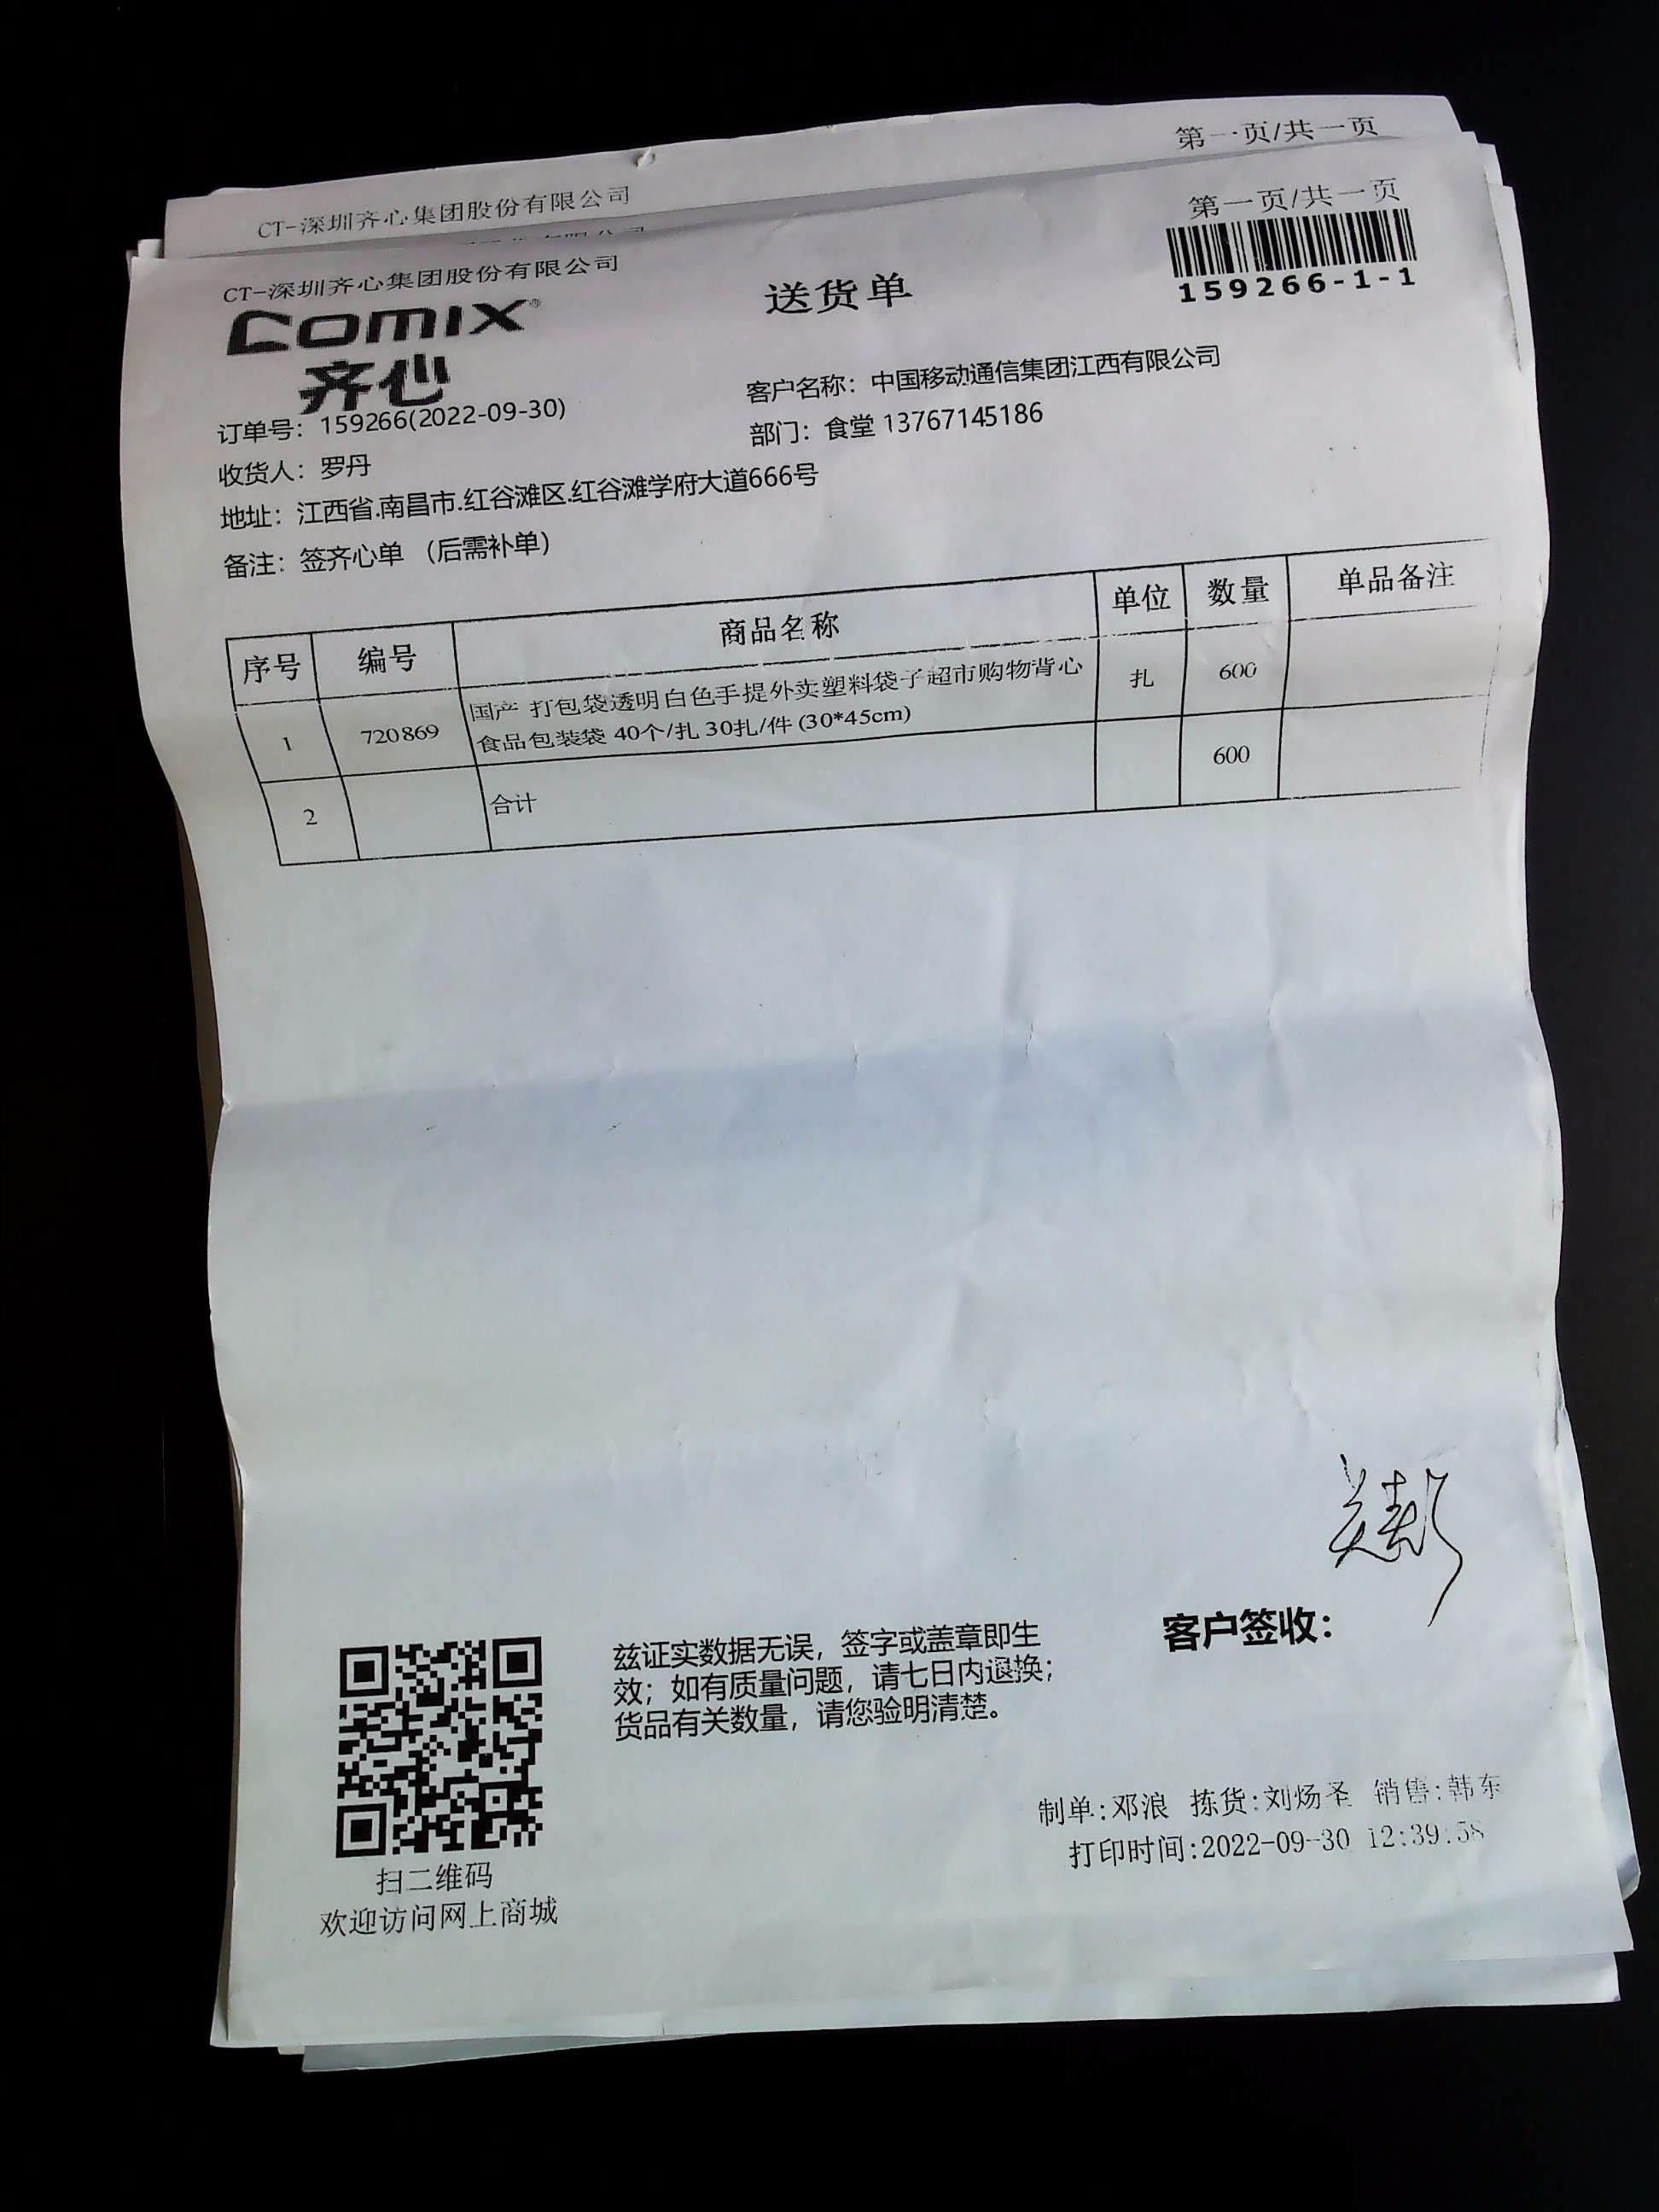 第一页/共一页
CT-深圳齐心集团股份有限公司
第一页/共一页
CT-深圳齐心集团股份有限公司
送货单
159266-1-1
COMIX®
齐心
订单号：159266(2022-09-30)
客户名称：中国移动通信集团江西有限公司
收货人：罗丹
部门：食堂 13767145186
地址：江西省.南昌市.红谷滩区.红谷滩学府大道666号
备注：签齐心单 （后需补单）
序号 编号 商品名称 单位 数量 单品备注
1 720869 国产 打包袋透明白色手提外卖塑料袋子超市购物背心 扎 600
食品包装袋 40个/扎 30扎/件 (30*45cm)
2 合计 600
兹证实数据无误，签字或盖章即生
效；如有质量问题，请七日内退换；
货品有关数量，请您验明清楚。
客户签收：
扫二维码
欢迎访问网上商城
制单:邓浪 拣货:刘炀圣 销售:韩东
打印时间:2022-09-30 12:39:58